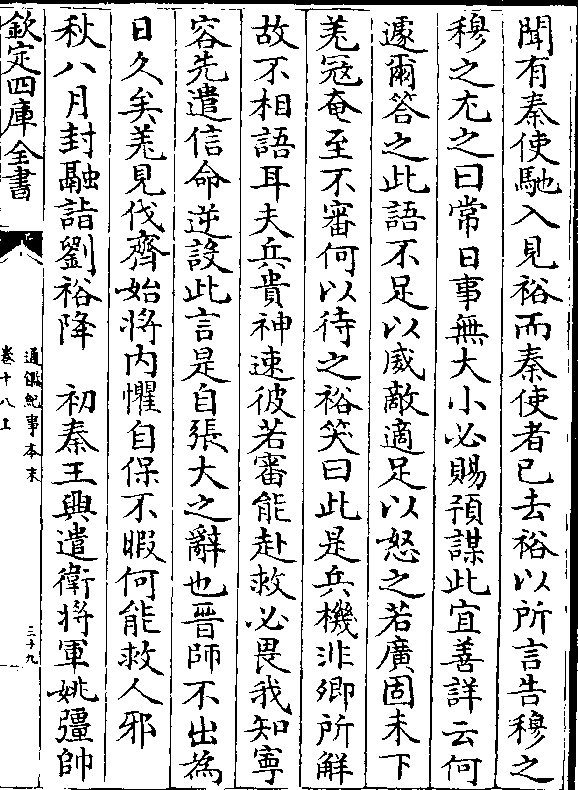 聞有秦使馳入見裕而秦使者已去裕以所言告穆之
穆之尤之曰常日事無大小必賜預謀此宜善詳云何
遽爾答之此語不足以威敵適足以怒之若廣固未下
羌冦奄至不審何以待之裕笑曰此是兵機非卿所解
故不相語耳夫兵貴神速彼若審能赴救必畏我知寧
容先遣信命逆設此言是自張大之辭也晉師不出為
日久矣羌見伐齊始將内懼自保不暇何能救人邪
秋八月封融詣劉裕降　初秦王興遣衛將軍姚彊帥
欽定四庫全書
通鑑紀事本末
卷十八上
三十九